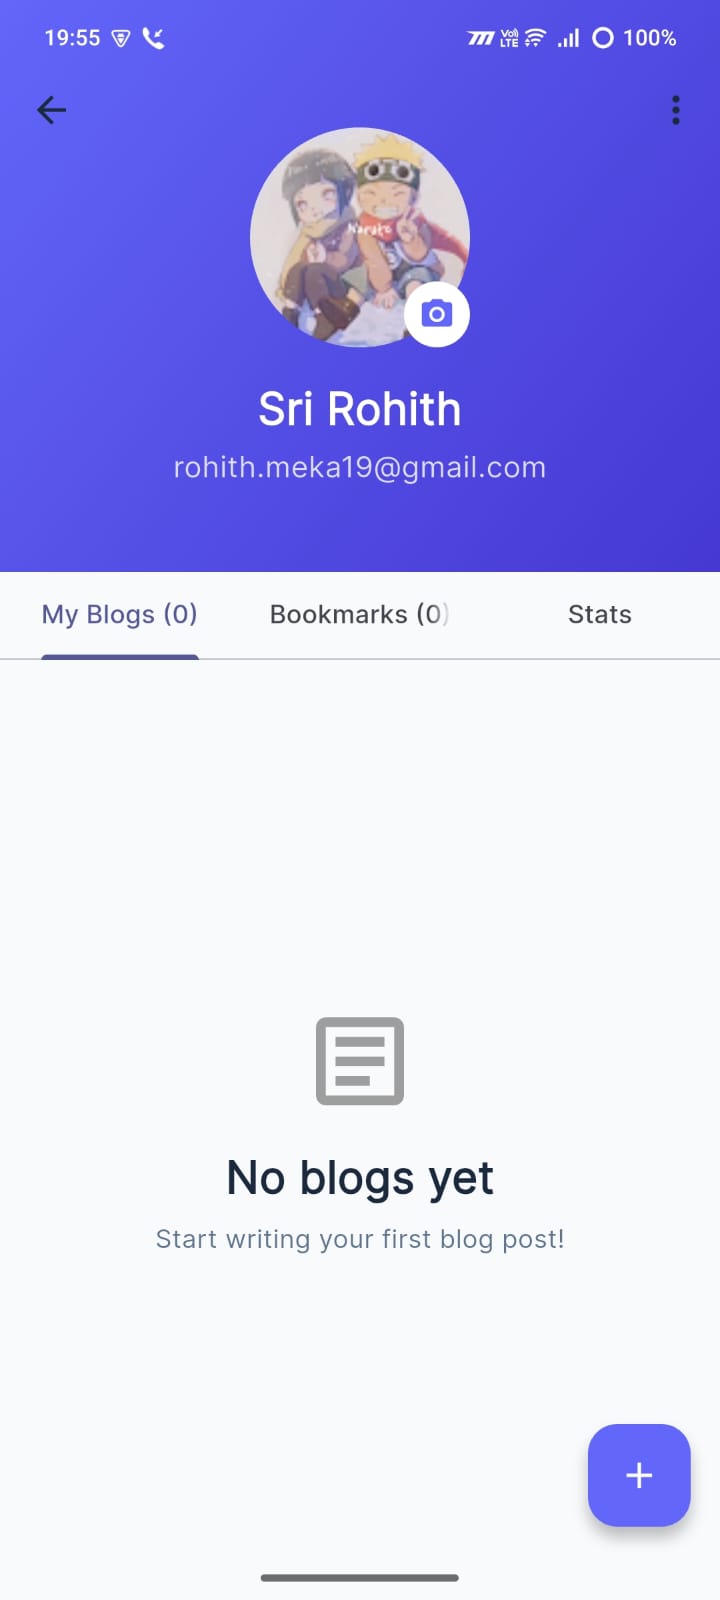 19:55 VoLTE 100%
Naruto
Sri Rohith
rohith.meka19@gmail.com
My Blogs (0) Bookmarks (0) Stats
No blogs yet
Start writing your first blog post!